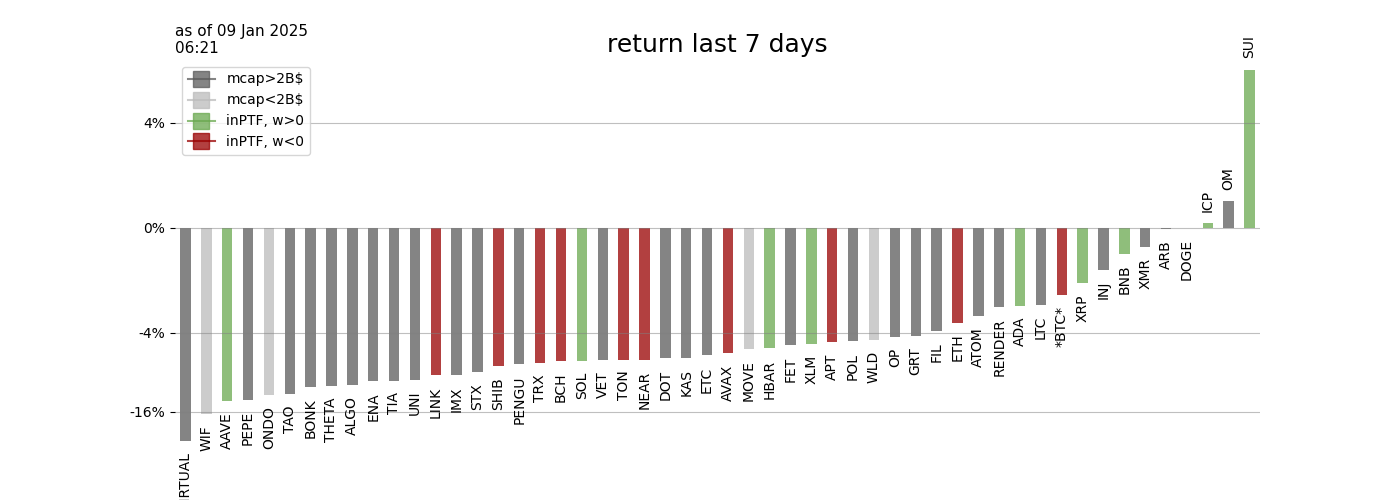 as of 09 Jan 2025
06:21
return last 7 days
mcap>2B$
mcap<2B$
inPTF, w>0
inPTF, w<0
4%
0%
-4%
-16%
WIF
AAVE
PEPE
ONDO
TAO
BONK
THETA
ALGO
ENA
TIA
UNI
LINK
IMX
STX
SHIB
PENGU
TRX
BCH
SOL
VET
TON
NEAR
DOT
KAS
ETC
AVAX
MOVE
HBAR
FET
XLM
APT
POL
WLD
OP
GRT
FIL
ETH
ATOM
RENDER
ADA
LTC
*BTC*
XRP
INJ
BNB
XMR
ARB
DOGE
ICP
OM
SUI